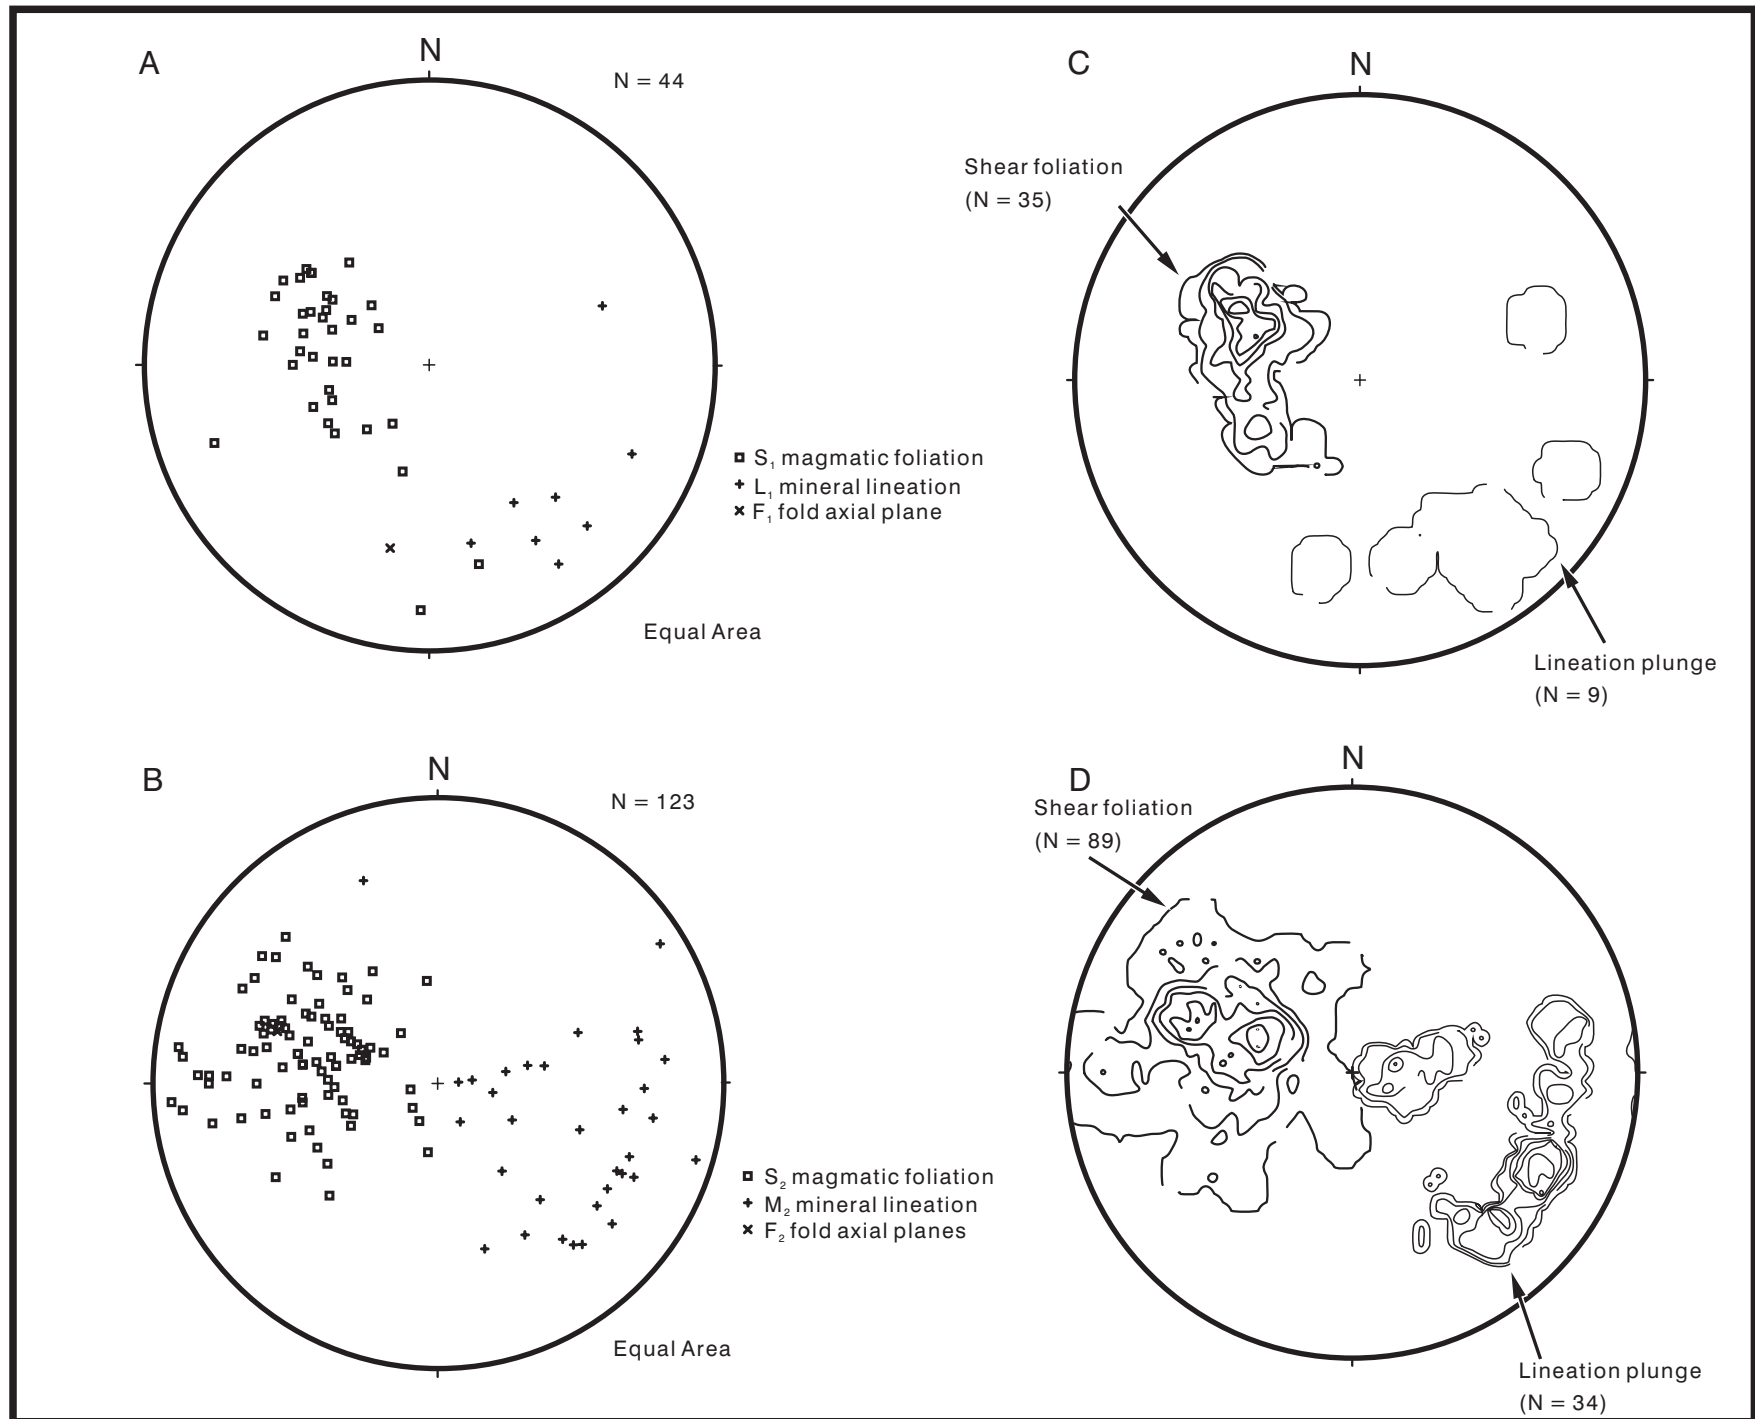 A
N
N = 44
S₁ magmatic foliation
L₁ mineral lineation
F₁ fold axial plane
Equal Area
C
N
Shear foliation
(N = 35)
Lineation plunge
(N = 9)
B
N
N = 123
S₂ magmatic foliation
M₂ mineral lineation
F₂ fold axial planes
Equal Area
D
N
Shear foliation
(N = 89)
Lineation plunge
(N = 34)